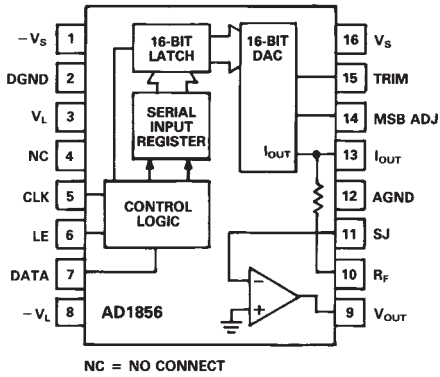 −VS 1
DGND 2
VL 3
NC 4
CLK 5
LE 6
DATA 7
−VL 8
16-BIT
LATCH
16-BIT
DAC
SERIAL
INPUT
REGISTER
IOUT
CONTROL
LOGIC
−
+
AD1856
16 VS
15 TRIM
14 MSB ADJ
13 IOUT
12 AGND
11 SJ
10 RF
9 VOUT
NC = NO CONNECT